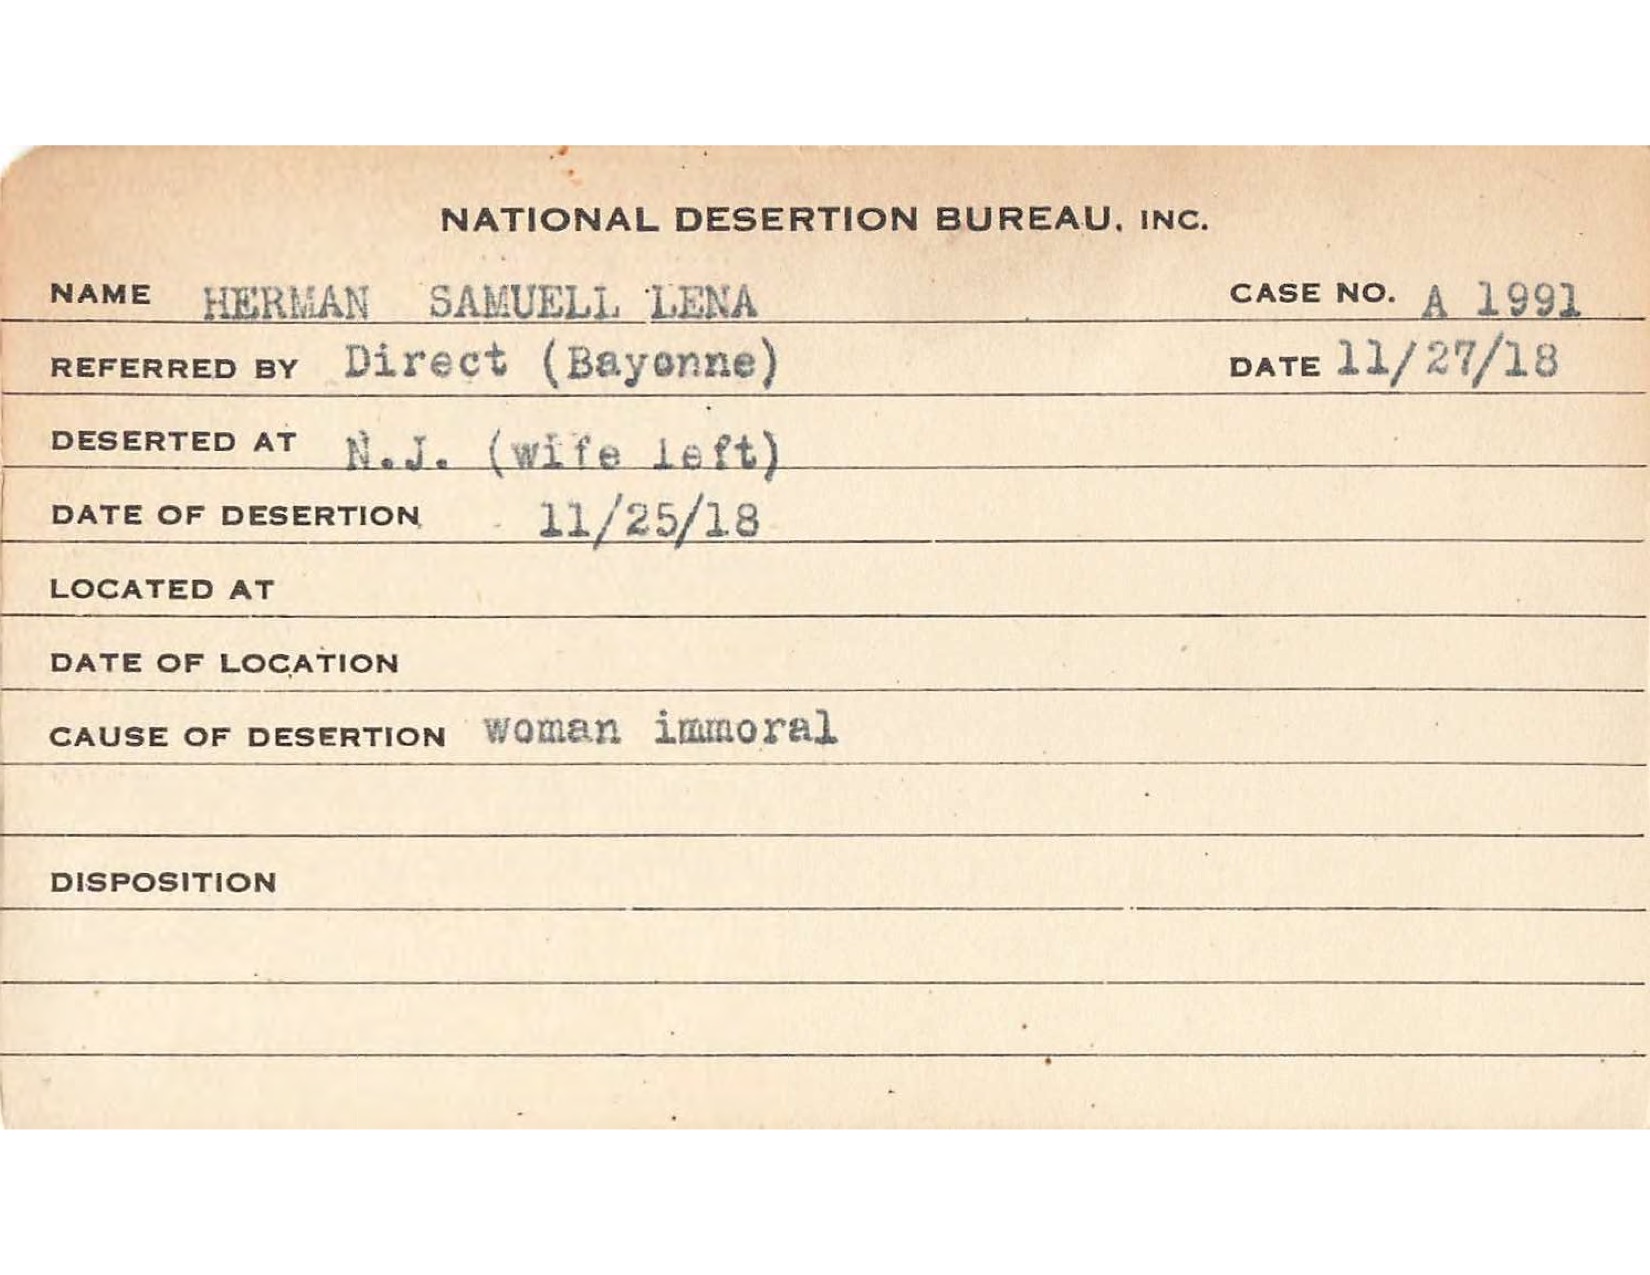 NATIONAL DESERTION BUREAU, INC.
NAME HERMAN SAMUELL LENA CASE NO. A 1991
REFERRED BY Direct (Bayonne) DATE 11/27/18
DESERTED AT N.J. (wife left)
DATE OF DESERTION 11/25/18
LOCATED AT
DATE OF LOCATION
CAUSE OF DESERTION woman immoral
DISPOSITION